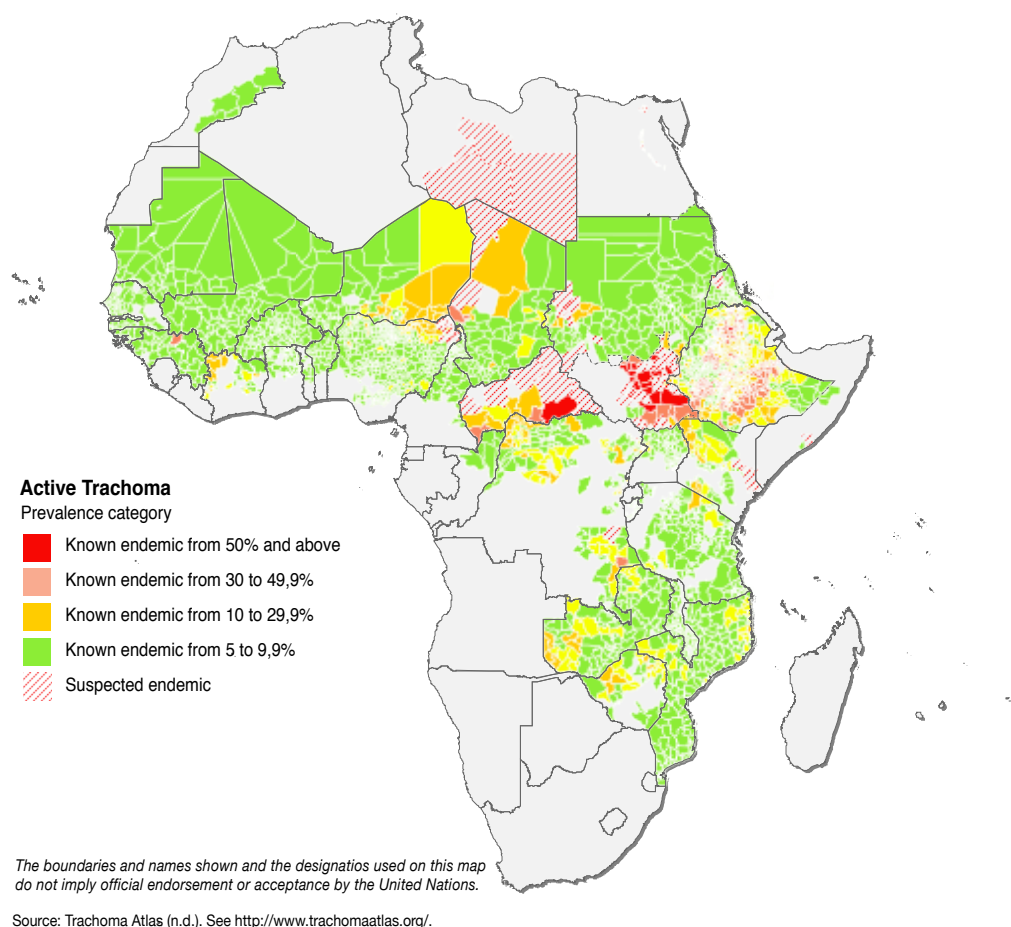 Active Trachoma
Prevalence category
Known endemic from 50% and above
Known endemic from 30 to 49,9%
Known endemic from 10 to 29,9%
Known endemic from 5 to 9,9%
Suspected endemic
The boundaries and names shown and the designatios used on this map
do not imply official endorsement or acceptance by the United Nations.
Source: Trachoma Atlas (n.d.). See http://www.trachomaatlas.org/.